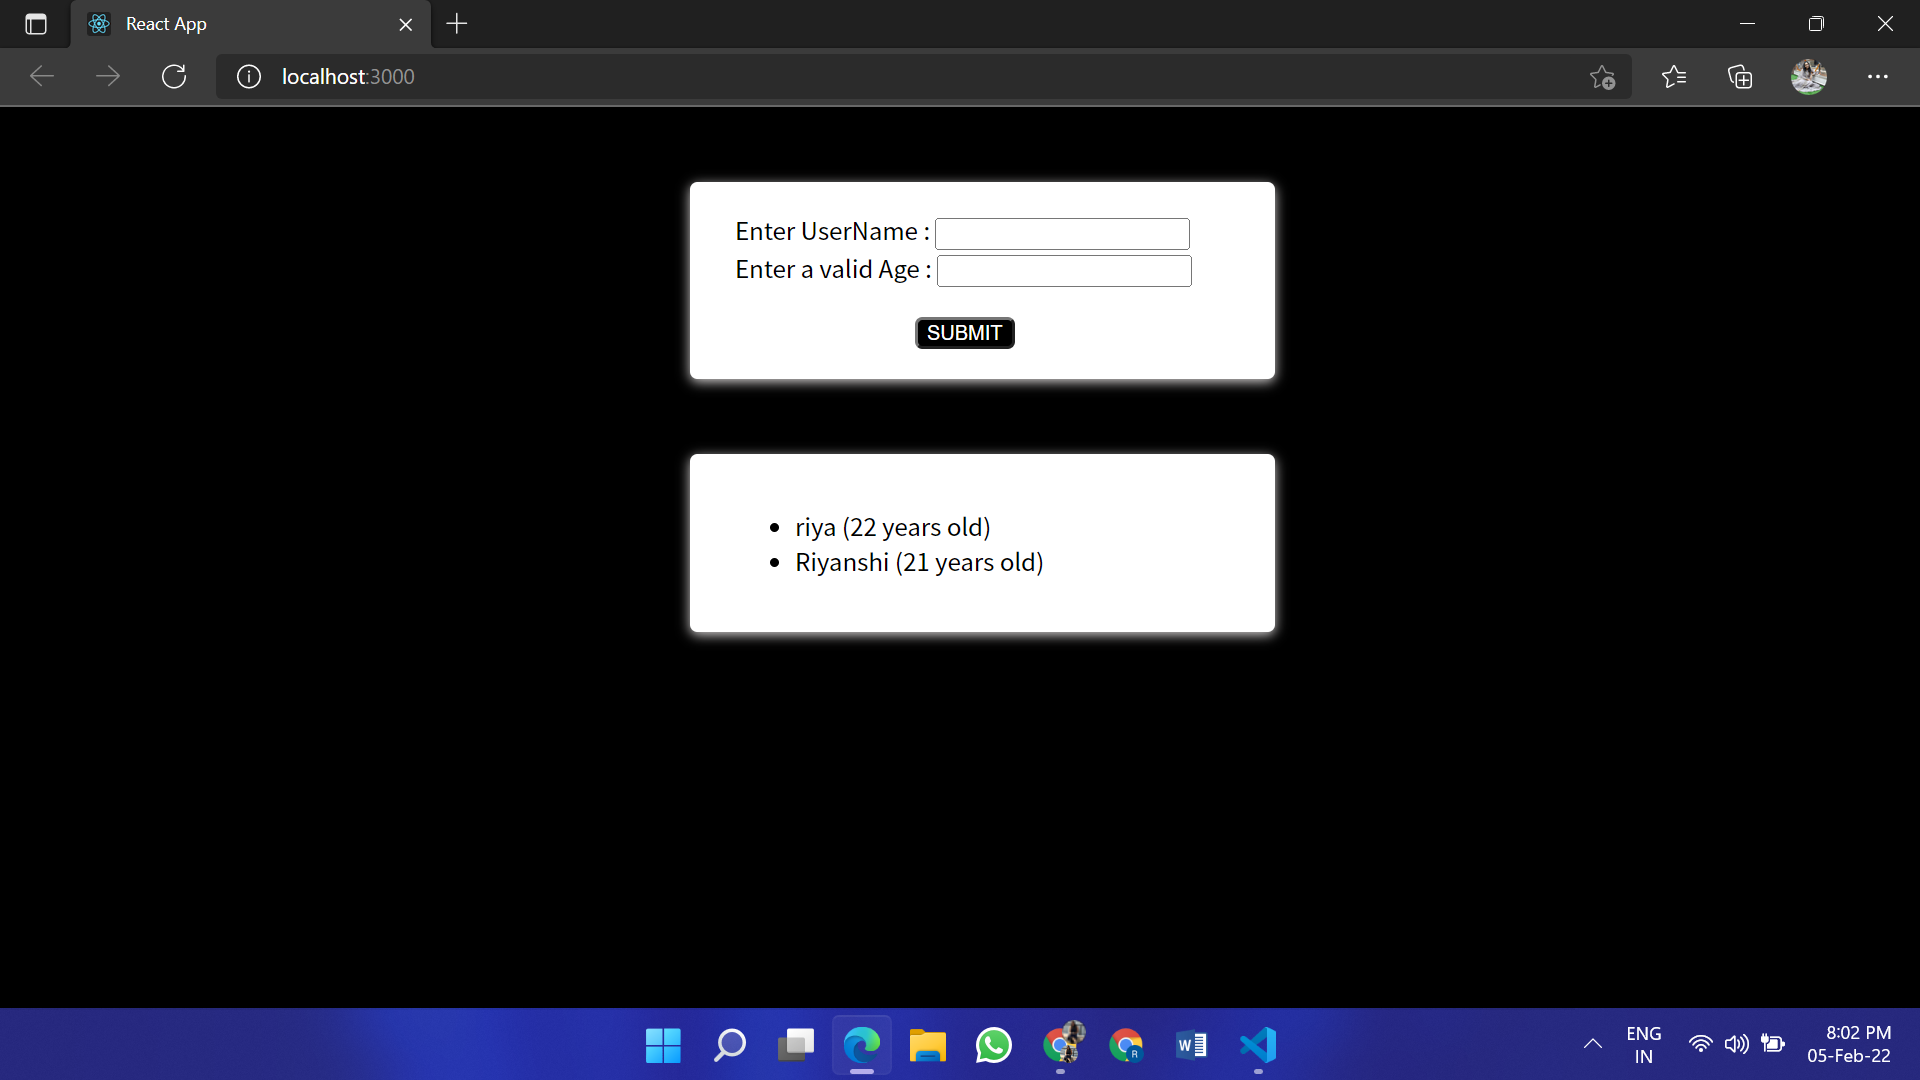 React App
localhost:3000
Enter UserName :
Enter a valid Age :
SUBMIT
riya (22 years old)
Riyanshi (21 years old)
W
R
ENG
IN
8:02 PM
05-Feb-22